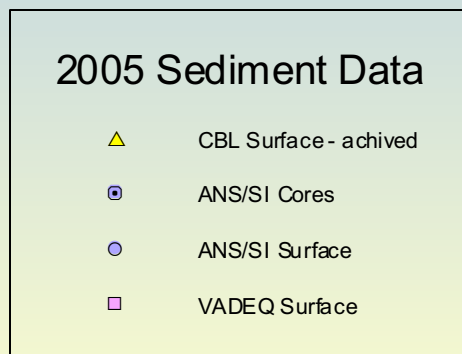 2005 Sediment Data
CBL Surface - achived
ANS/SI Cores
ANS/SI Surface
VADEQ Surface